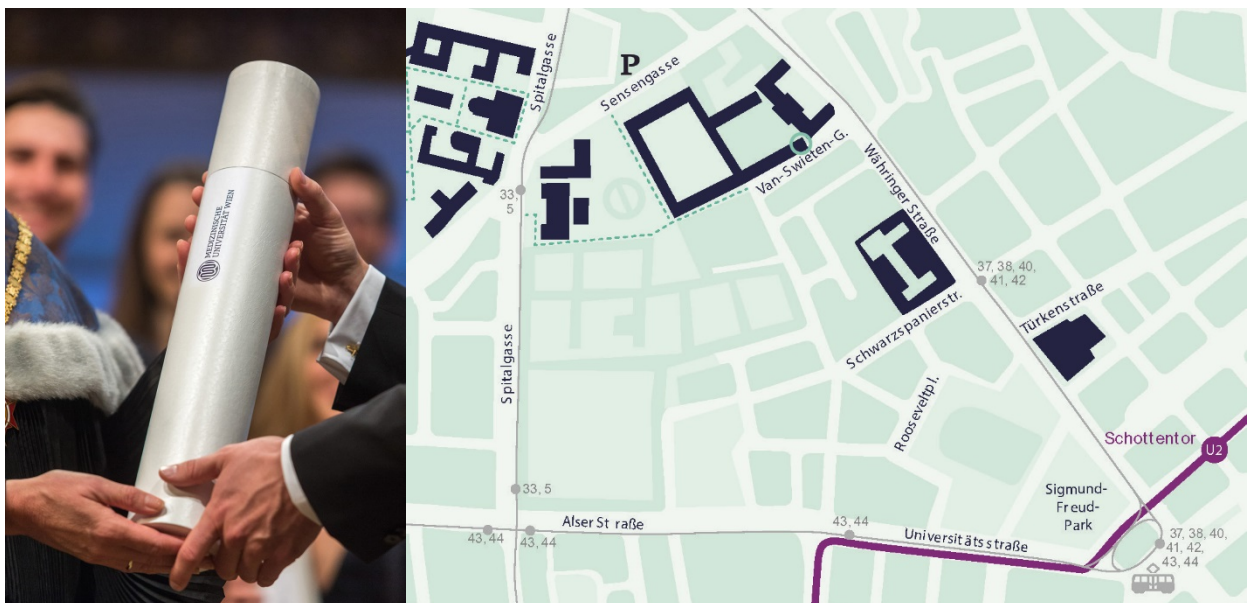 MEDIZINISCHE
UNIVERSITÄT WIEN
Spitalgasse
P
Sensengasse
Van-Swieten-G.
Währinger Straße
33,
5
37, 38, 40,
41, 42
Türkenstraße
Schwarzspanierstr.
Spitalgasse
Rooseveltpl.
Schottentor
U2
Sigmund-
Freud-
Park
33, 5
Alser Straße
43, 44
43, 44
43, 44
Universitätsstraße
37, 38, 40,
41, 42,
43, 44